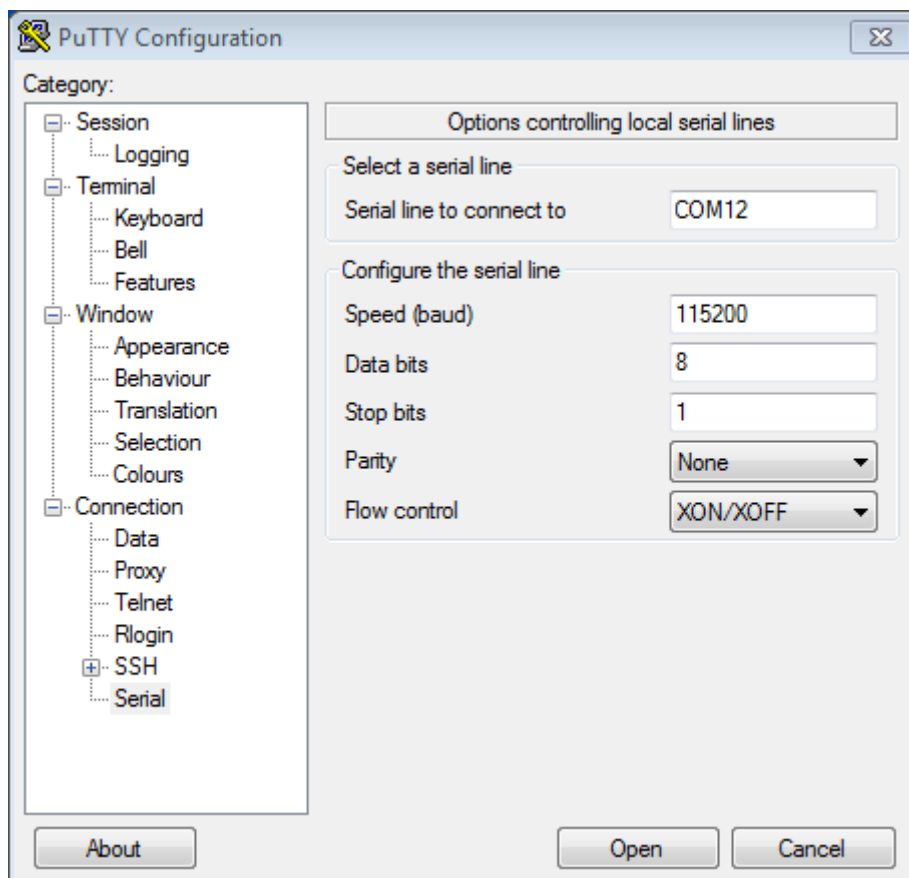 PuTTY Configuration
Category:
Session
Logging
Terminal
Keyboard
Bell
Features
Window
Appearance
Behaviour
Translation
Selection
Colours
Connection
Data
Proxy
Telnet
Rlogin
SSH
Serial
Options controlling local serial lines
Select a serial line
Serial line to connect to COM12
Configure the serial line
Speed (baud) 115200
Data bits 8
Stop bits 1
Parity None
Flow control XON/XOFF
About Open Cancel